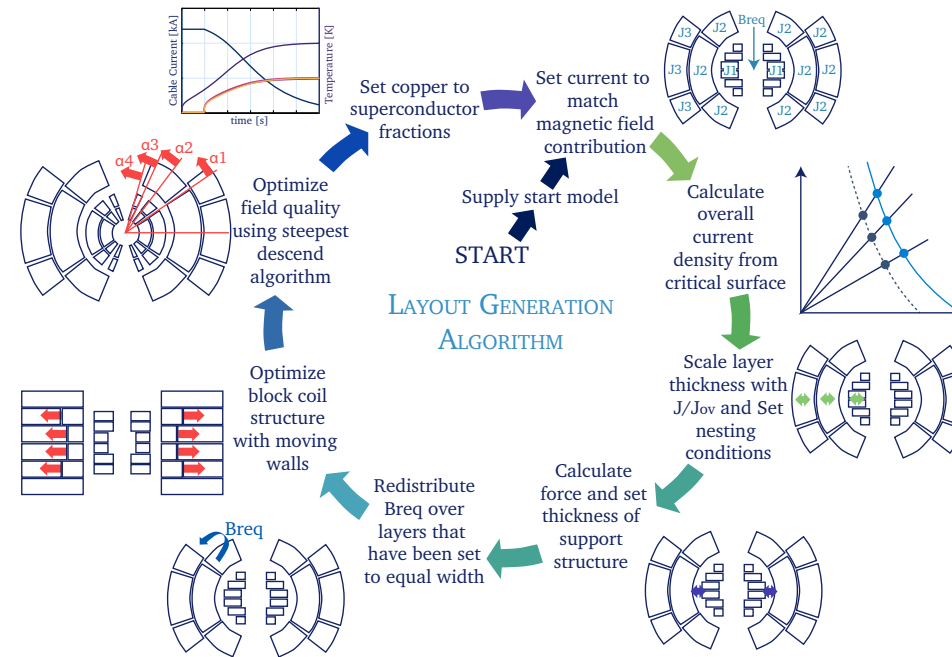 Cable Current [kA]
Temperature [K]
time [s]
Set copper to
superconductor
fractions
Set current to
match
magnetic field
contribution
Breq
J3
J2
J2
J2
J3
J2
J1
J1
J2
J2
J3
J2
J2
J2
Supply start model
START
Calculate
overall
current
density from
critical surface
LAYOUT GENERATION
ALGORITHM
Scale layer
thickness with
J/Jov and Set
nesting
conditions
Calculate
force and set
thickness of
support
structure
Redistribute
Breq over
layers that
have been set
to equal width
Breq
Optimize
block coil
structure
with moving
walls
Optimize
field quality
using steepest
descend
algorithm
α4
α3
α2
α1